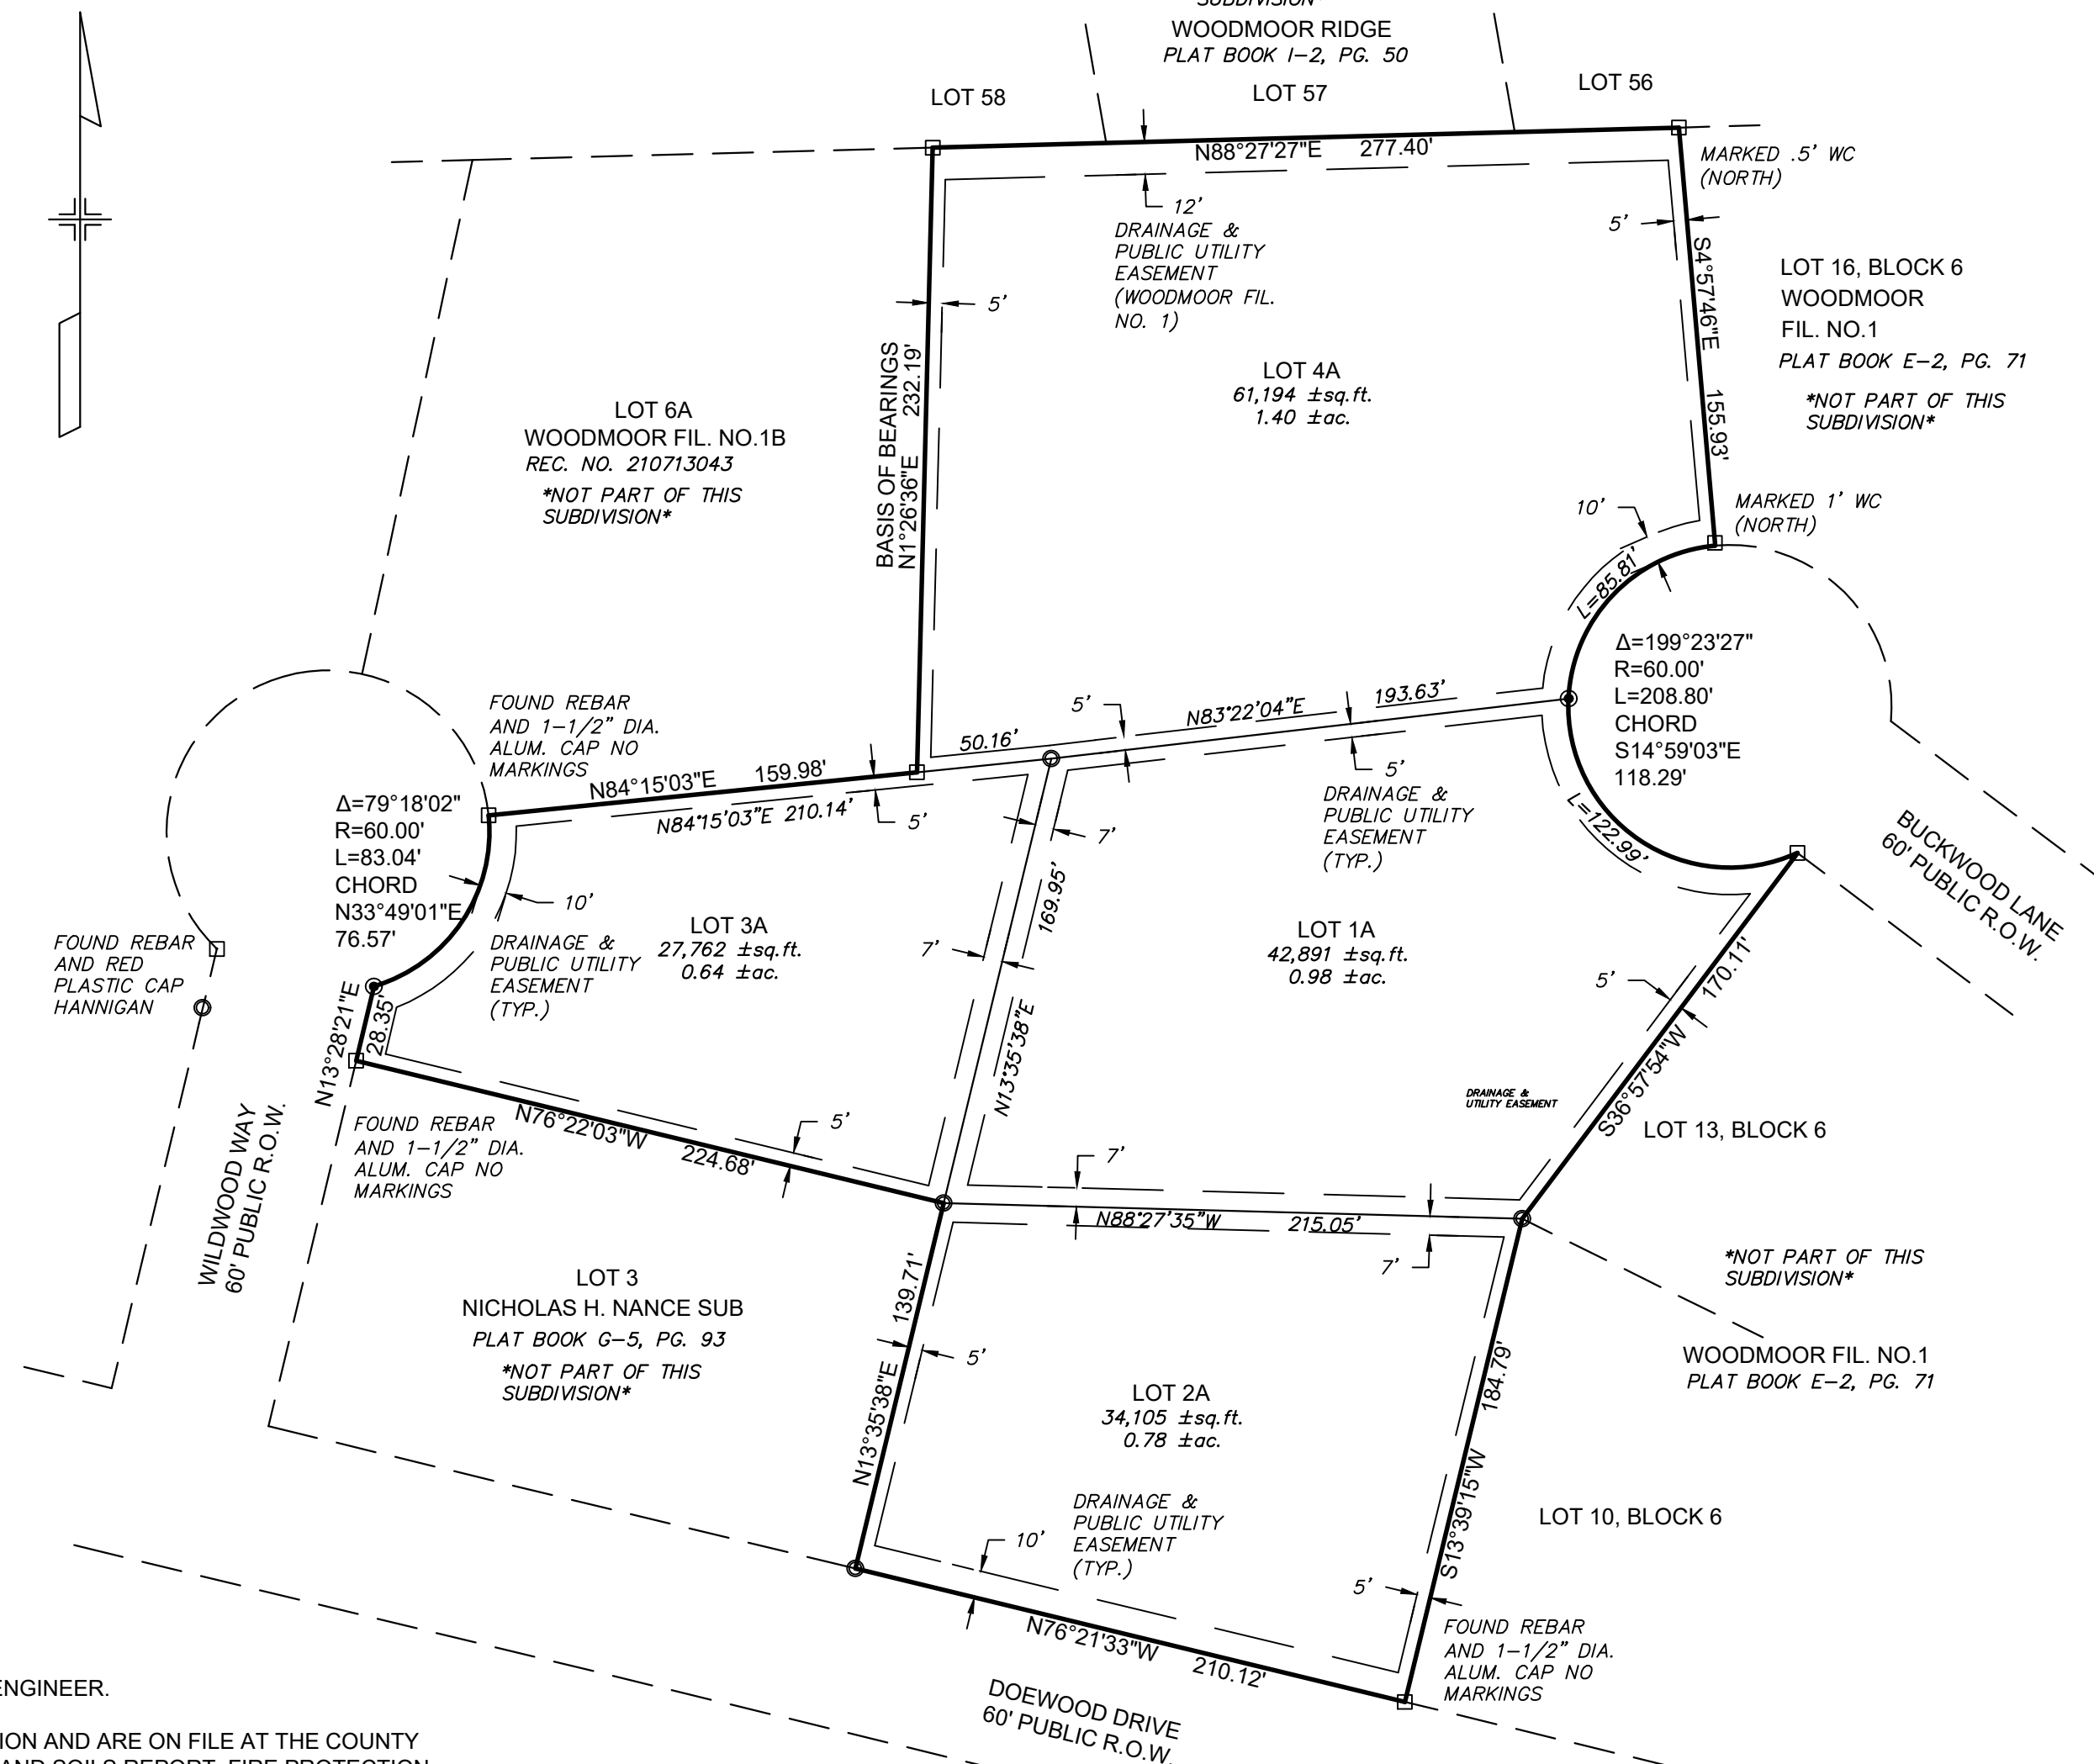 SUBDIVISION*
WOODMOOR RIDGE
PLAT BOOK I-2, PG. 50
LOT 58
LOT 57
LOT 56
N88°27'27"E 277.40'
MARKED .5' WC
(NORTH)
12'
DRAINAGE &
PUBLIC UTILITY
EASEMENT
(WOODMOOR FIL.
NO. 1)
5'
S4°57'46"E 155.93'
LOT 16, BLOCK 6
WOODMOOR
FIL. NO.1
PLAT BOOK E-2, PG. 71
*NOT PART OF THIS
SUBDIVISION*
5'
BASIS OF BEARINGS
N1°26'36"E 232.19'
LOT 4A
61,194 ±sq.ft.
1.40 ±ac.
LOT 6A
WOODMOOR FIL. NO.1B
REC. NO. 210713043
*NOT PART OF THIS
SUBDIVISION*
10'
MARKED 1' WC
(NORTH)
L=85.81'
Δ=199°23'27"
R=60.00'
L=208.80'
CHORD
S14°59'03"E
118.29'
L=122.99'
FOUND REBAR
AND 1-1/2" DIA.
ALUM. CAP NO
MARKINGS
5'
N83°22'04"E 193.63'
50.16'
N84°15'03"E 159.98'
N84°15'03"E 210.14'
5'
7'
5'
DRAINAGE &
PUBLIC UTILITY
EASEMENT
(TYP.)
BUCKWOOD LANE
60' PUBLIC R.O.W.
Δ=79°18'02"
R=60.00'
L=83.04'
CHORD
N33°49'01"E
76.57'
10'
LOT 3A
27,762 ±sq.ft.
0.64 ±ac.
7'
169.95'
N13°35'38"E
LOT 1A
42,891 ±sq.ft.
0.98 ±ac.
DRAINAGE &
PUBLIC UTILITY
EASEMENT
(TYP.)
FOUND REBAR
AND RED
PLASTIC CAP
HANNIGAN
N13°28'21"E
28.35'
5'
S36°57'54"W 170.11'
DRAINAGE &
UTILITY EASEMENT
LOT 13, BLOCK 6
WILDWOOD WAY
60' PUBLIC R.O.W.
FOUND REBAR
AND 1-1/2" DIA.
ALUM. CAP NO
MARKINGS
N76°22'03"W 224.68'
5'
7'
N88°27'35"W 215.05'
7'
*NOT PART OF THIS
SUBDIVISION*
WOODMOOR FIL. NO.1
PLAT BOOK E-2, PG. 71
LOT 3
NICHOLAS H. NANCE SUB
PLAT BOOK G-5, PG. 93
*NOT PART OF THIS
SUBDIVISION*
N13°35'38"E 139.71'
5'
LOT 2A
34,105 ±sq.ft.
0.78 ±ac.
S13°39'15"W 184.79'
LOT 10, BLOCK 6
DRAINAGE &
PUBLIC UTILITY
EASEMENT
(TYP.)
10'
5'
N76°21'33"W 210.12'
FOUND REBAR
AND 1-1/2" DIA.
ALUM. CAP NO
MARKINGS
DOEWOOD DRIVE
60' PUBLIC R.O.W.
ENGINEER.
ION AND ARE ON FILE AT THE COUNTY
AND SOILS REPORT, FIRE PROTECTION